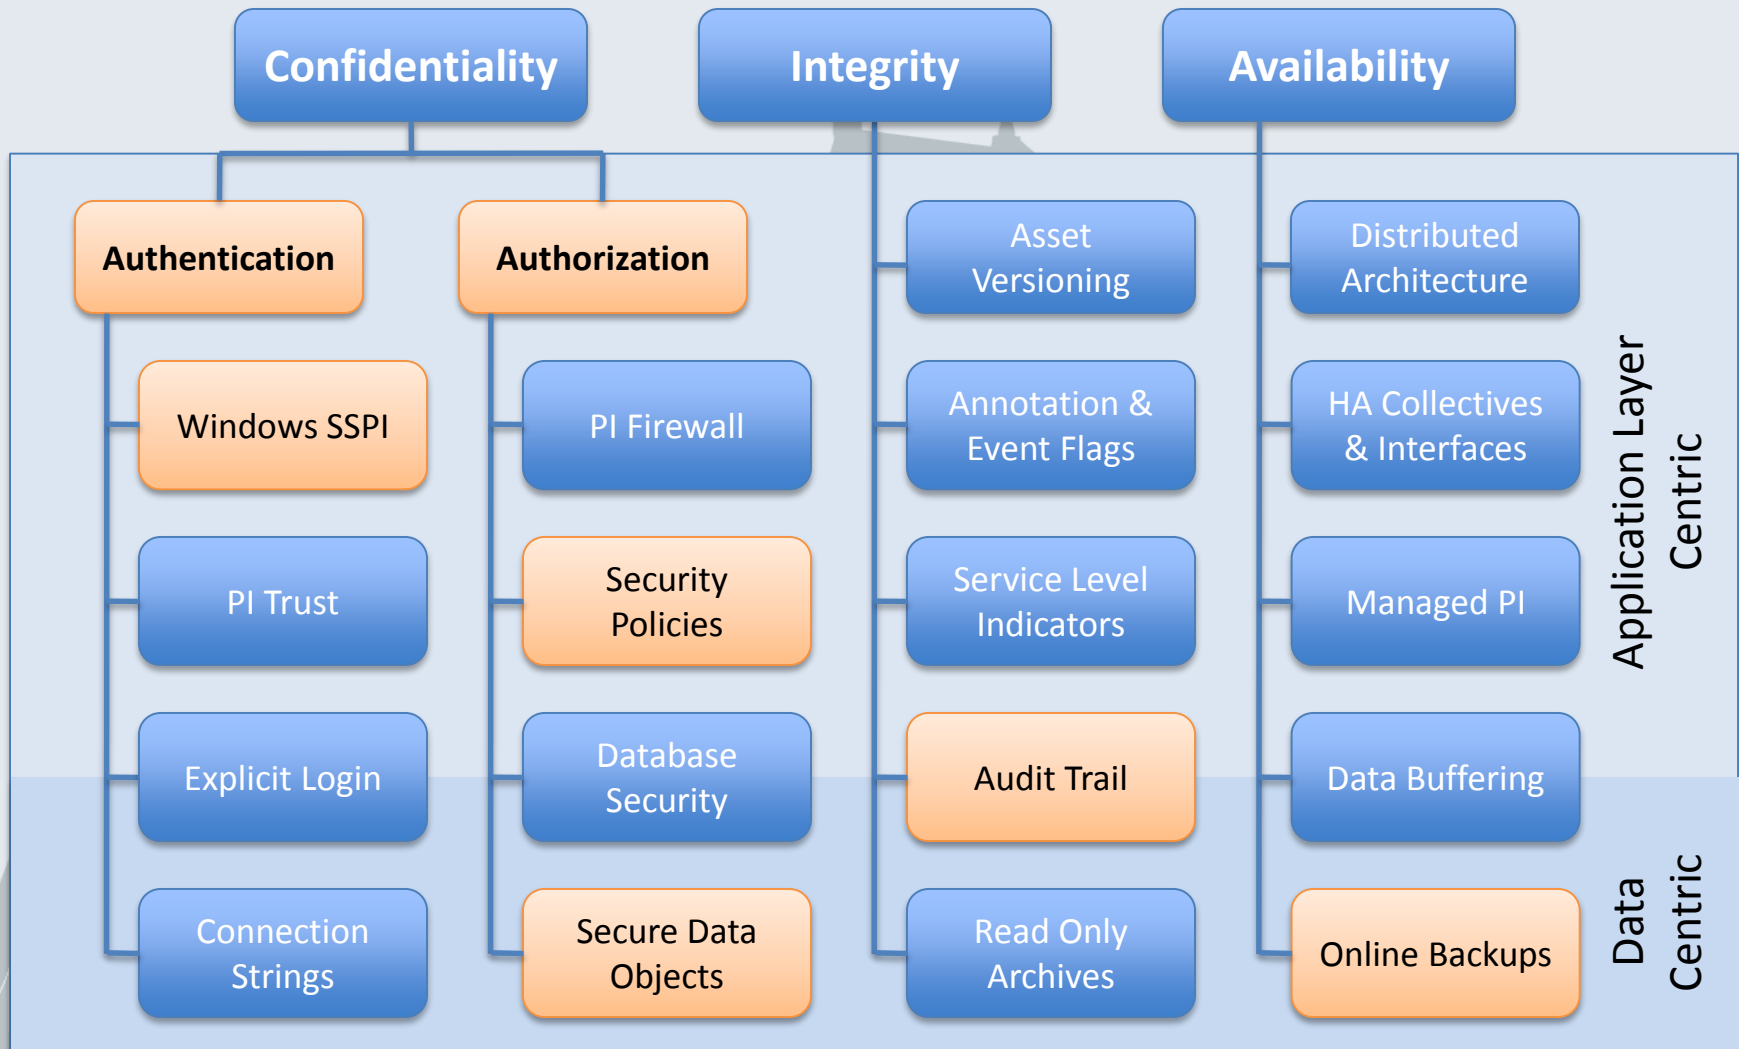 Confidentiality
Integrity
Availability
Authentication
Authorization
Asset
Versioning
Distributed
Architecture
Windows SSPI
PI Firewall
Annotation &
Event Flags
HA Collectives
& Interfaces
PI Trust
Security
Policies
Service Level
Indicators
Managed PI
Explicit Login
Database
Security
Audit Trail
Data Buffering
Connection
Strings
Secure Data
Objects
Read Only
Archives
Online Backups
Application Layer
Centric
Data
Centric